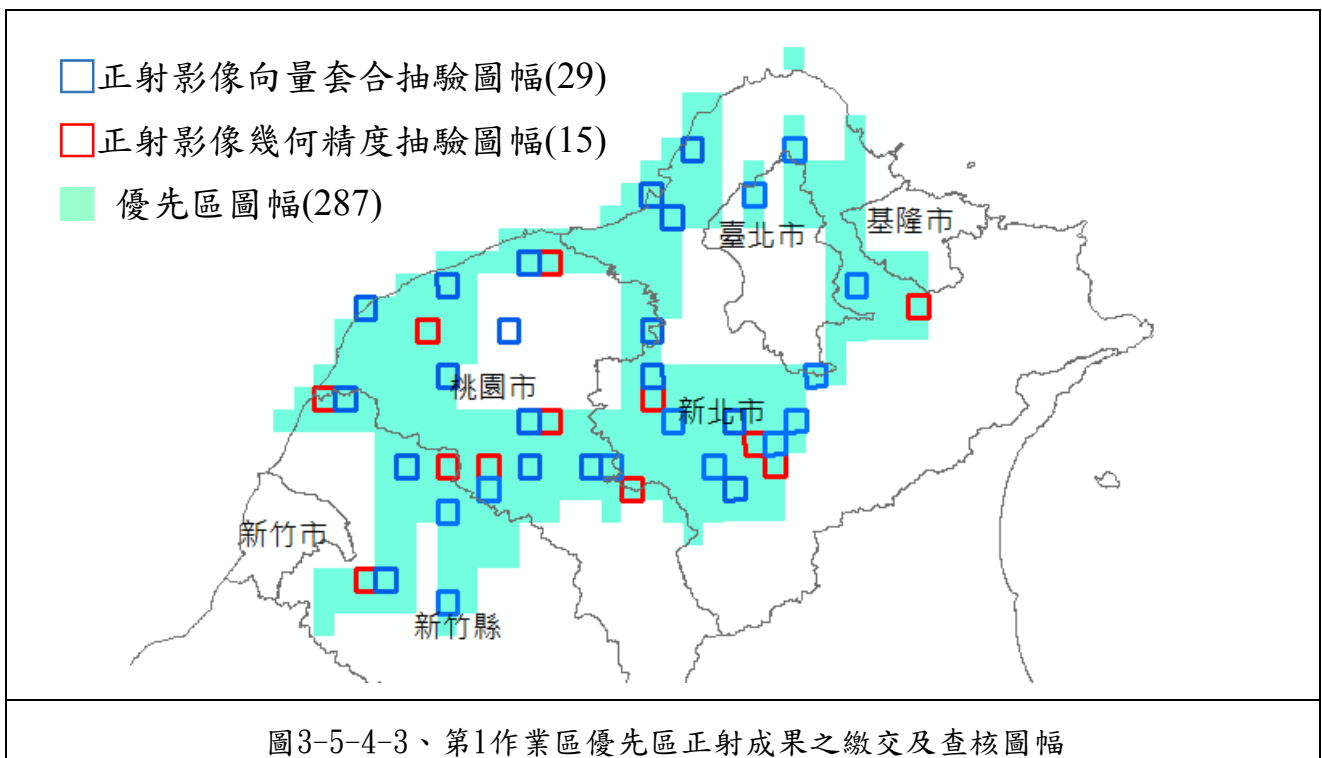 正射影像向量套合抽驗圖幅(29)
正射影像幾何精度抽驗圖幅(15)
優先區圖幅(287)
基隆市
臺北市
桃園市
新北市
新竹市
新竹縣
圖3-5-4-3、第1作業區優先區正射成果之繳交及查核圖幅